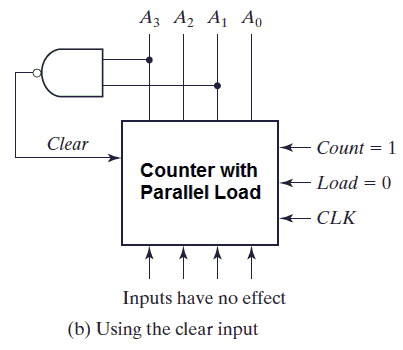 A₃ A₂ A₁ A₀
Clear
Count = 1
Counter with
Parallel Load
Load = 0
CLK
Inputs have no effect
(b) Using the clear input